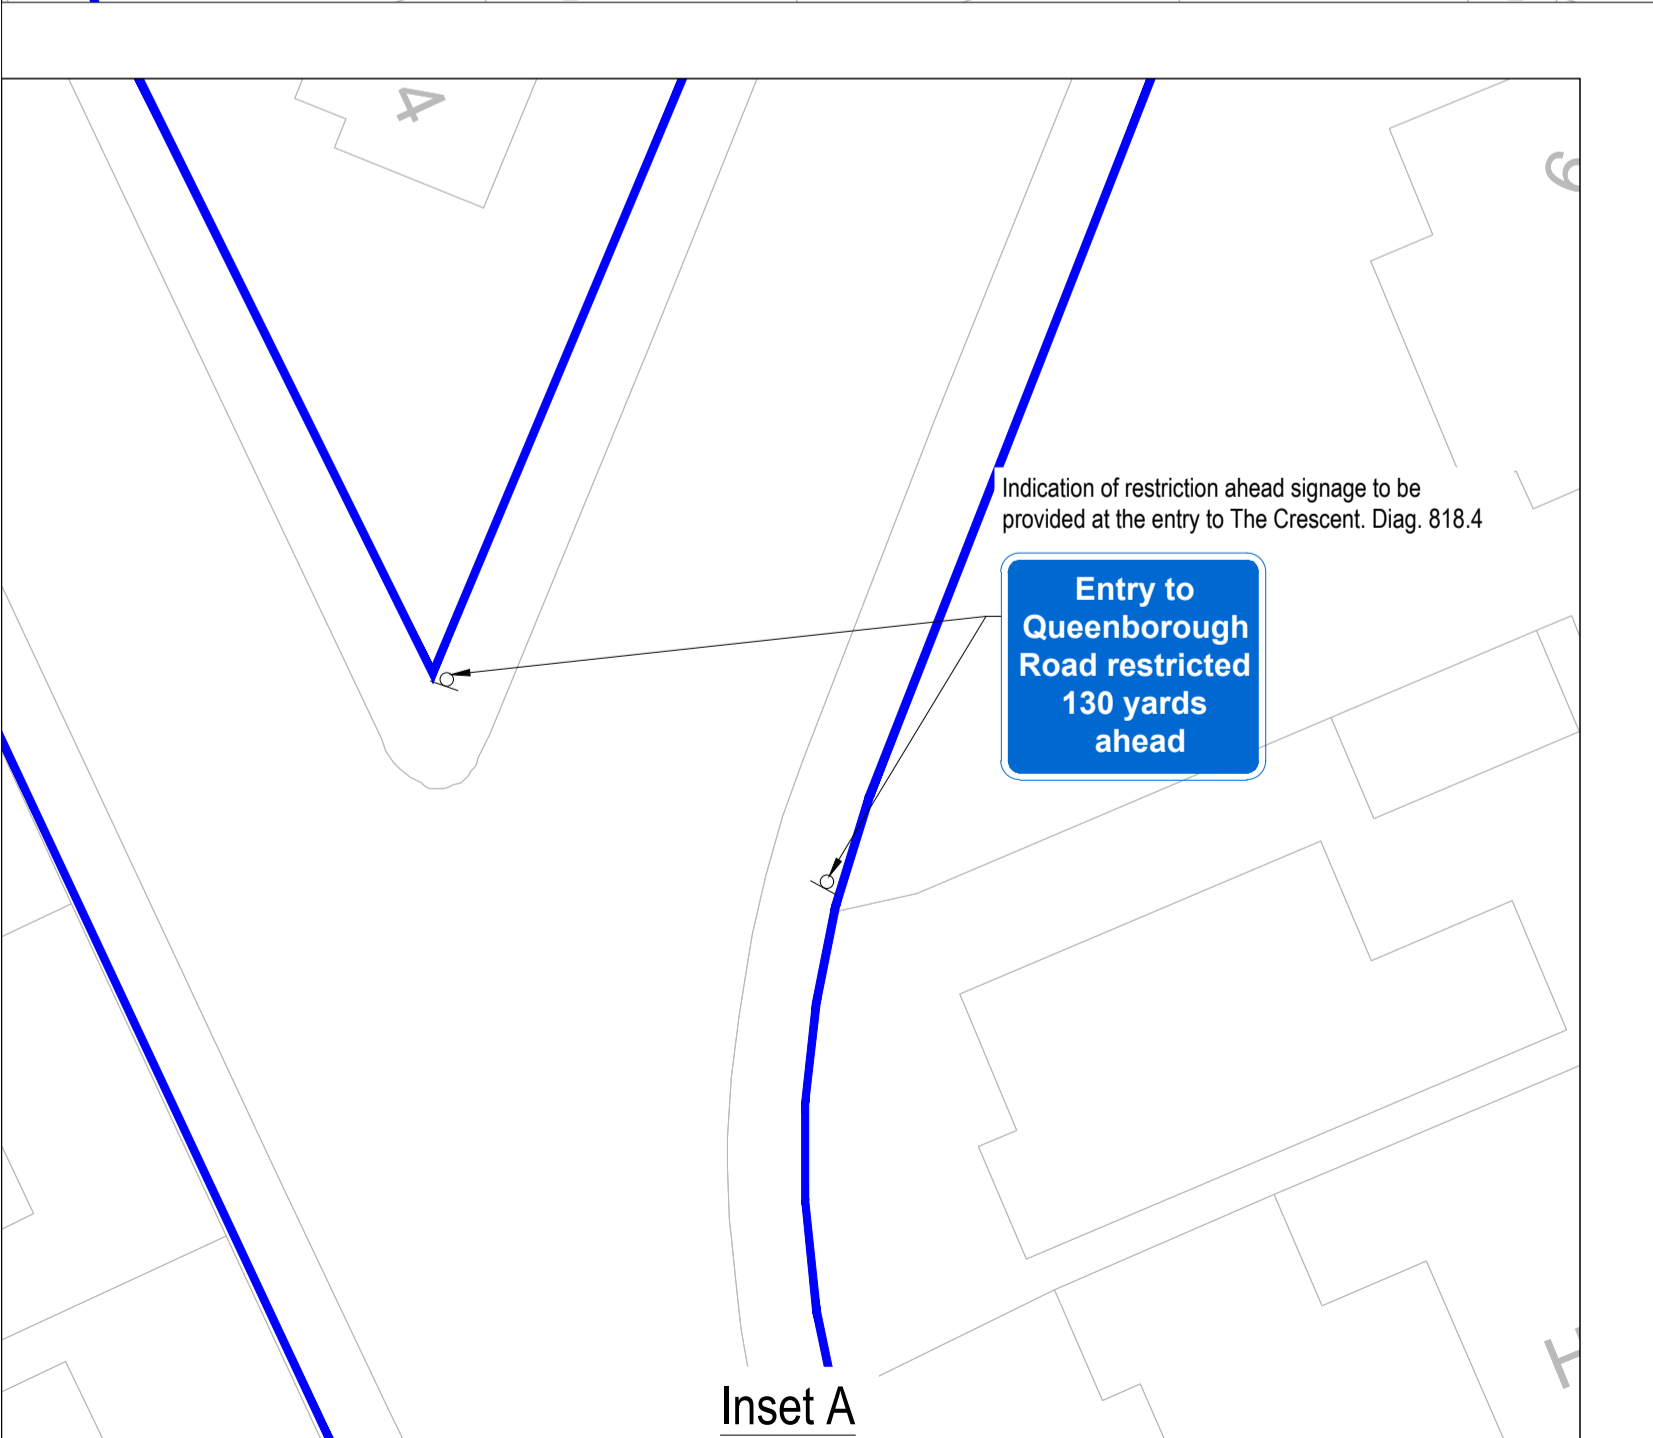 4
9
Indication of restriction ahead signage to be
provided at the entry to The Crescent. Diag. 818.4
Entry to
Queenborough
Road restricted
130 yards
ahead
Inset A